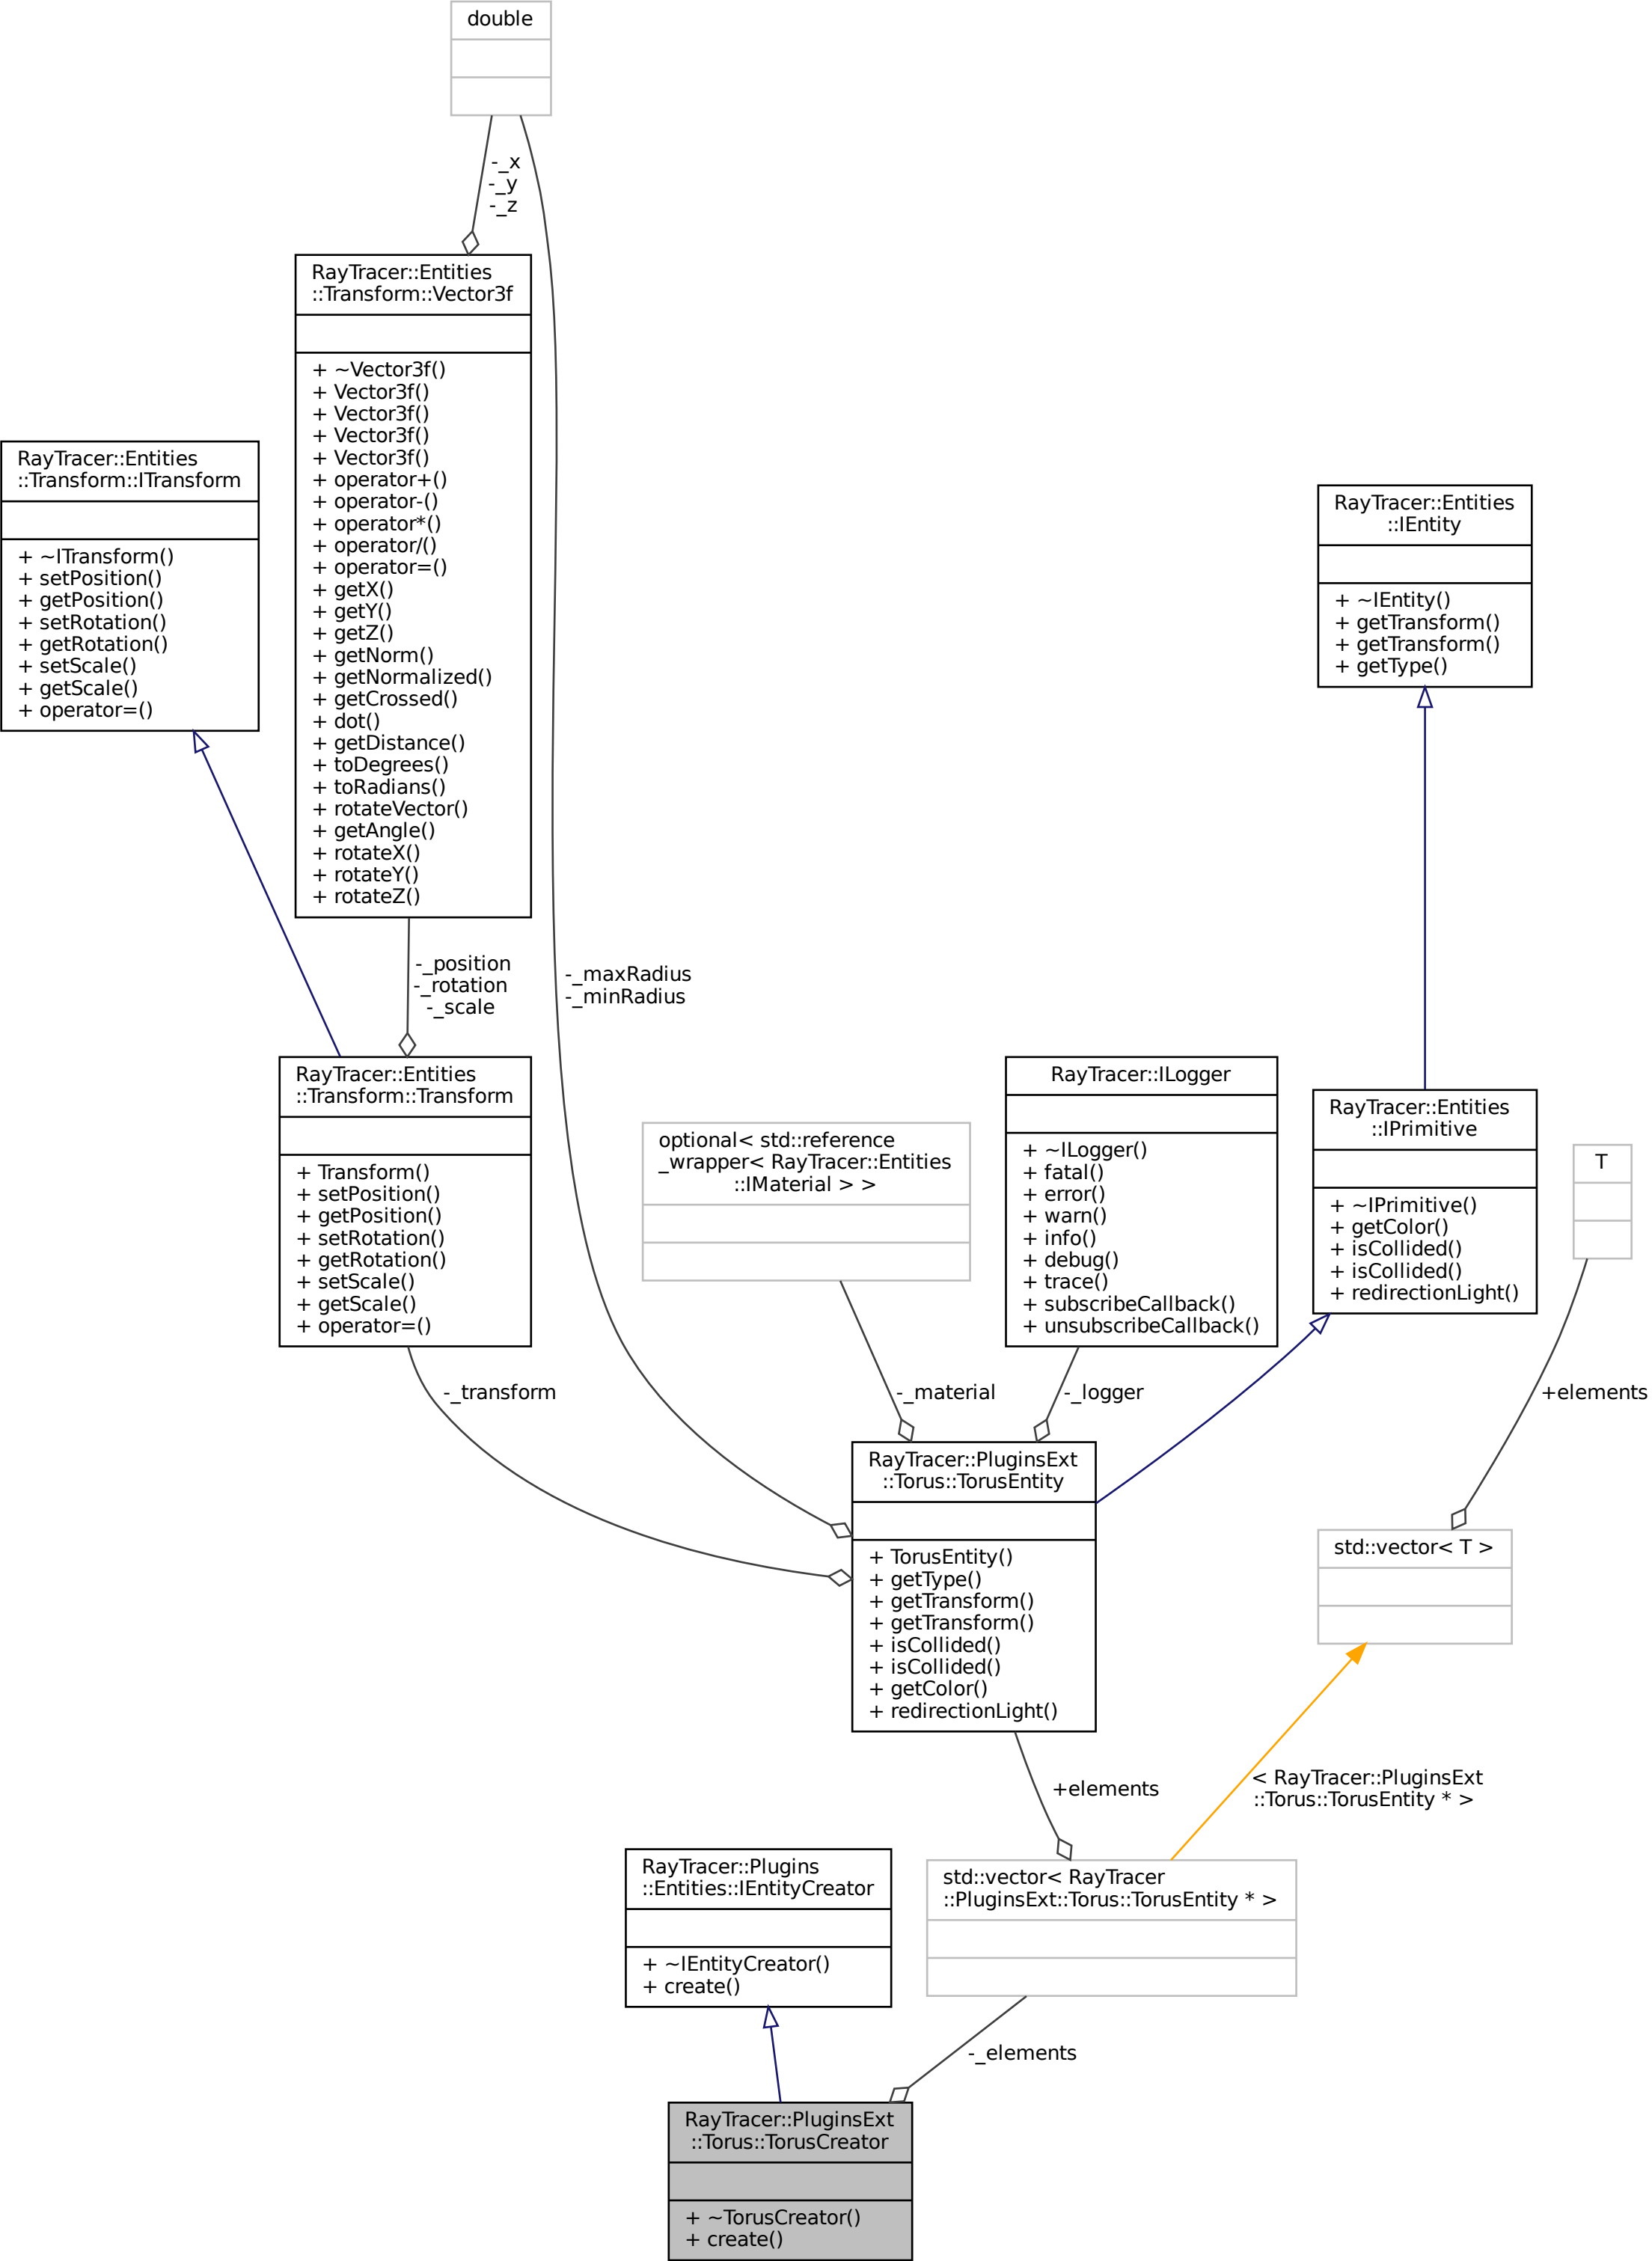 double
-_x
-_y
-_z
RayTracer::Entities
::Transform::Vector3f
+ ~Vector3f()
+ Vector3f()
+ Vector3f()
+ Vector3f()
+ Vector3f()
+ operator+()
+ operator-()
+ operator*()
+ operator/()
+ operator=()
+ getX()
+ getY()
+ getZ()
+ getNorm()
+ getNormalized()
+ getCrossed()
+ dot()
+ getDistance()
+ toDegrees()
+ toRadians()
+ rotateVector()
+ getAngle()
+ rotateX()
+ rotateY()
+ rotateZ()
RayTracer::Entities
::Transform::ITransform
+ ~ITransform()
+ setPosition()
+ getPosition()
+ setRotation()
+ getRotation()
+ setScale()
+ getScale()
+ operator=()
RayTracer::Entities
::IEntity
+ ~IEntity()
+ getTransform()
+ getTransform()
+ getType()
-_position
-_rotation
-_scale
-_maxRadius
-_minRadius
RayTracer::Entities
::Transform::Transform
+ Transform()
+ setPosition()
+ getPosition()
+ setRotation()
+ getRotation()
+ setScale()
+ getScale()
+ operator=()
optional< std::reference
_wrapper< RayTracer::Entities
::IMaterial > >
RayTracer::ILogger
+ ~ILogger()
+ fatal()
+ error()
+ warn()
+ info()
+ debug()
+ trace()
+ subscribeCallback()
+ unsubscribeCallback()
RayTracer::Entities
::IPrimitive
+ ~IPrimitive()
+ getColor()
+ isCollided()
+ isCollided()
+ redirectionLight()
T
-_transform
-_material
-_logger
+elements
RayTracer::PluginsExt
::Torus::TorusEntity
+ TorusEntity()
+ getType()
+ getTransform()
+ getTransform()
+ isCollided()
+ isCollided()
+ getColor()
+ redirectionLight()
std::vector< T >
+elements
< RayTracer::PluginsExt
::Torus::TorusEntity * >
RayTracer::Plugins
::Entities::IEntityCreator
+ ~IEntityCreator()
+ create()
std::vector< RayTracer
::PluginsExt::Torus::TorusEntity * >
-_elements
RayTracer::PluginsExt
::Torus::TorusCreator
+ ~TorusCreator()
+ create()